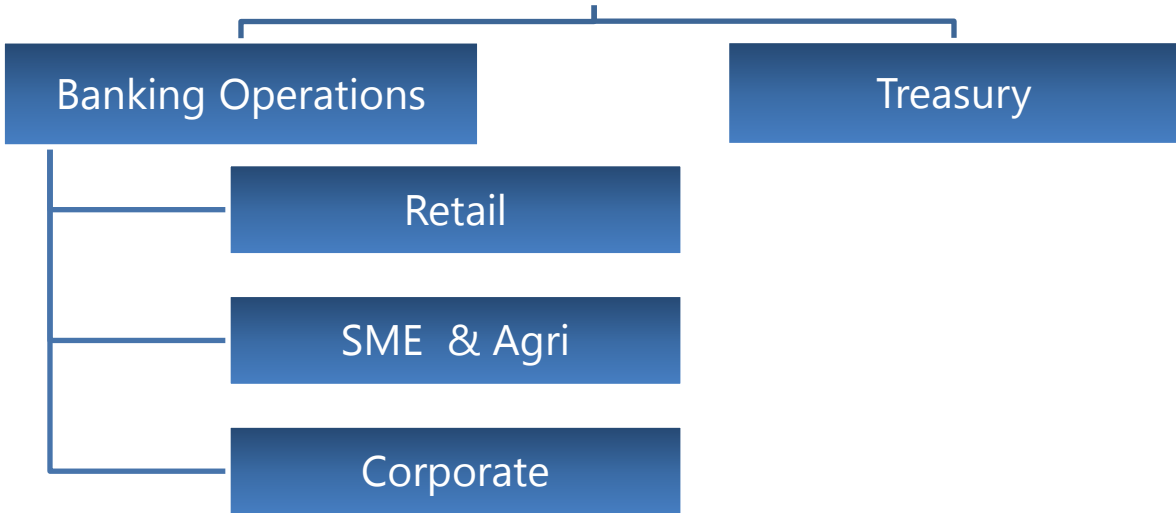 Banking Operations
Treasury
Retail
SME & Agri
Corporate